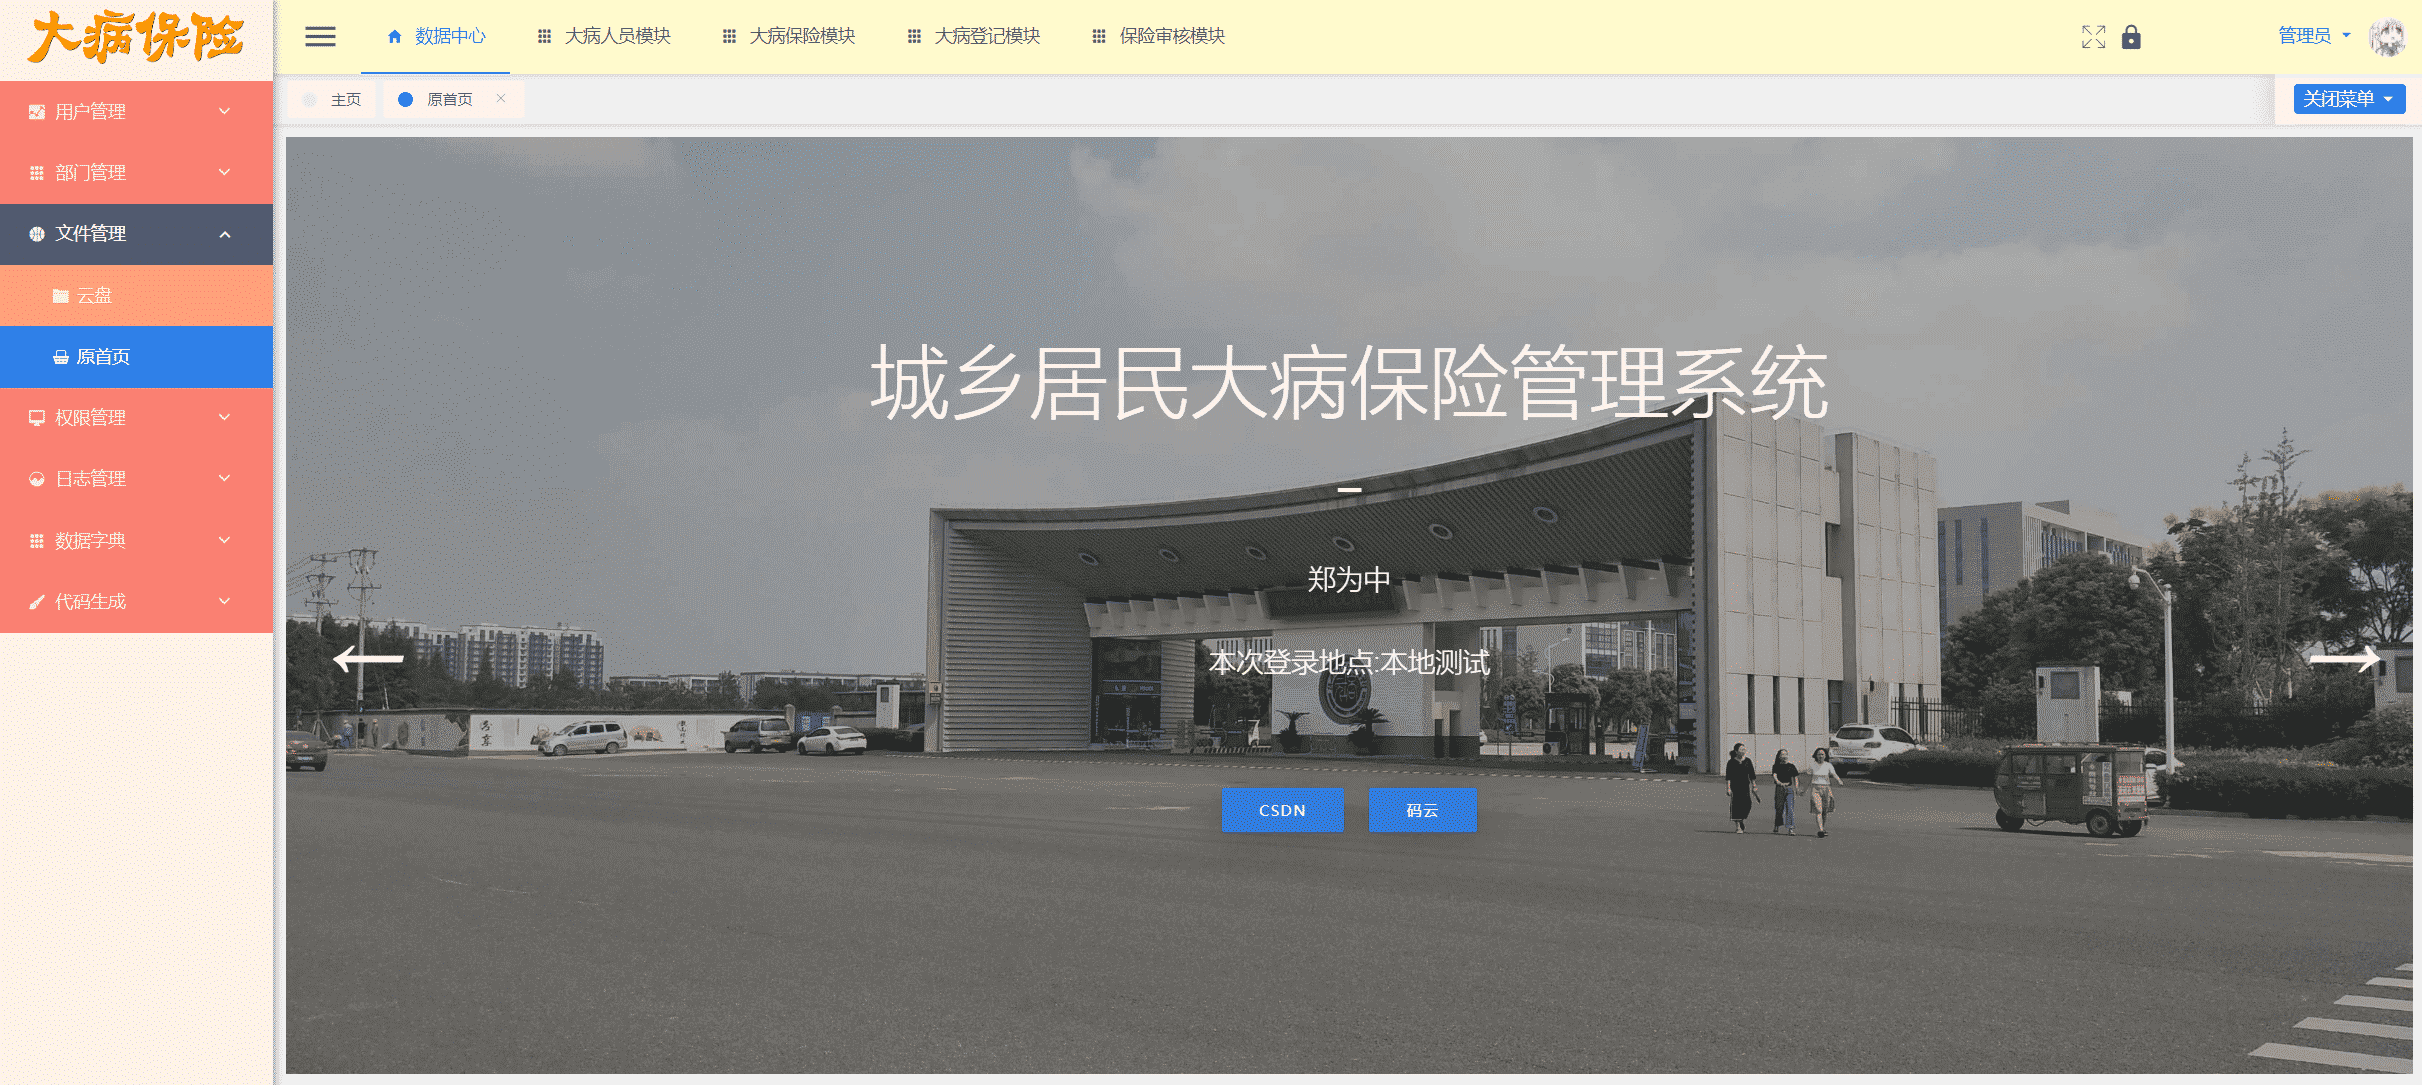 大病保险
数据中心
大病人员模块
大病保险模块
大病登记模块
保险审核模块
管理员
主页
原首页
关闭菜单
用户管理
部门管理
文件管理
云盘
原首页
权限管理
日志管理
数据字典
代码生成
城乡居民大病保险管理系统
郑为中
本次登录地点:本地测试
CSDN
码云